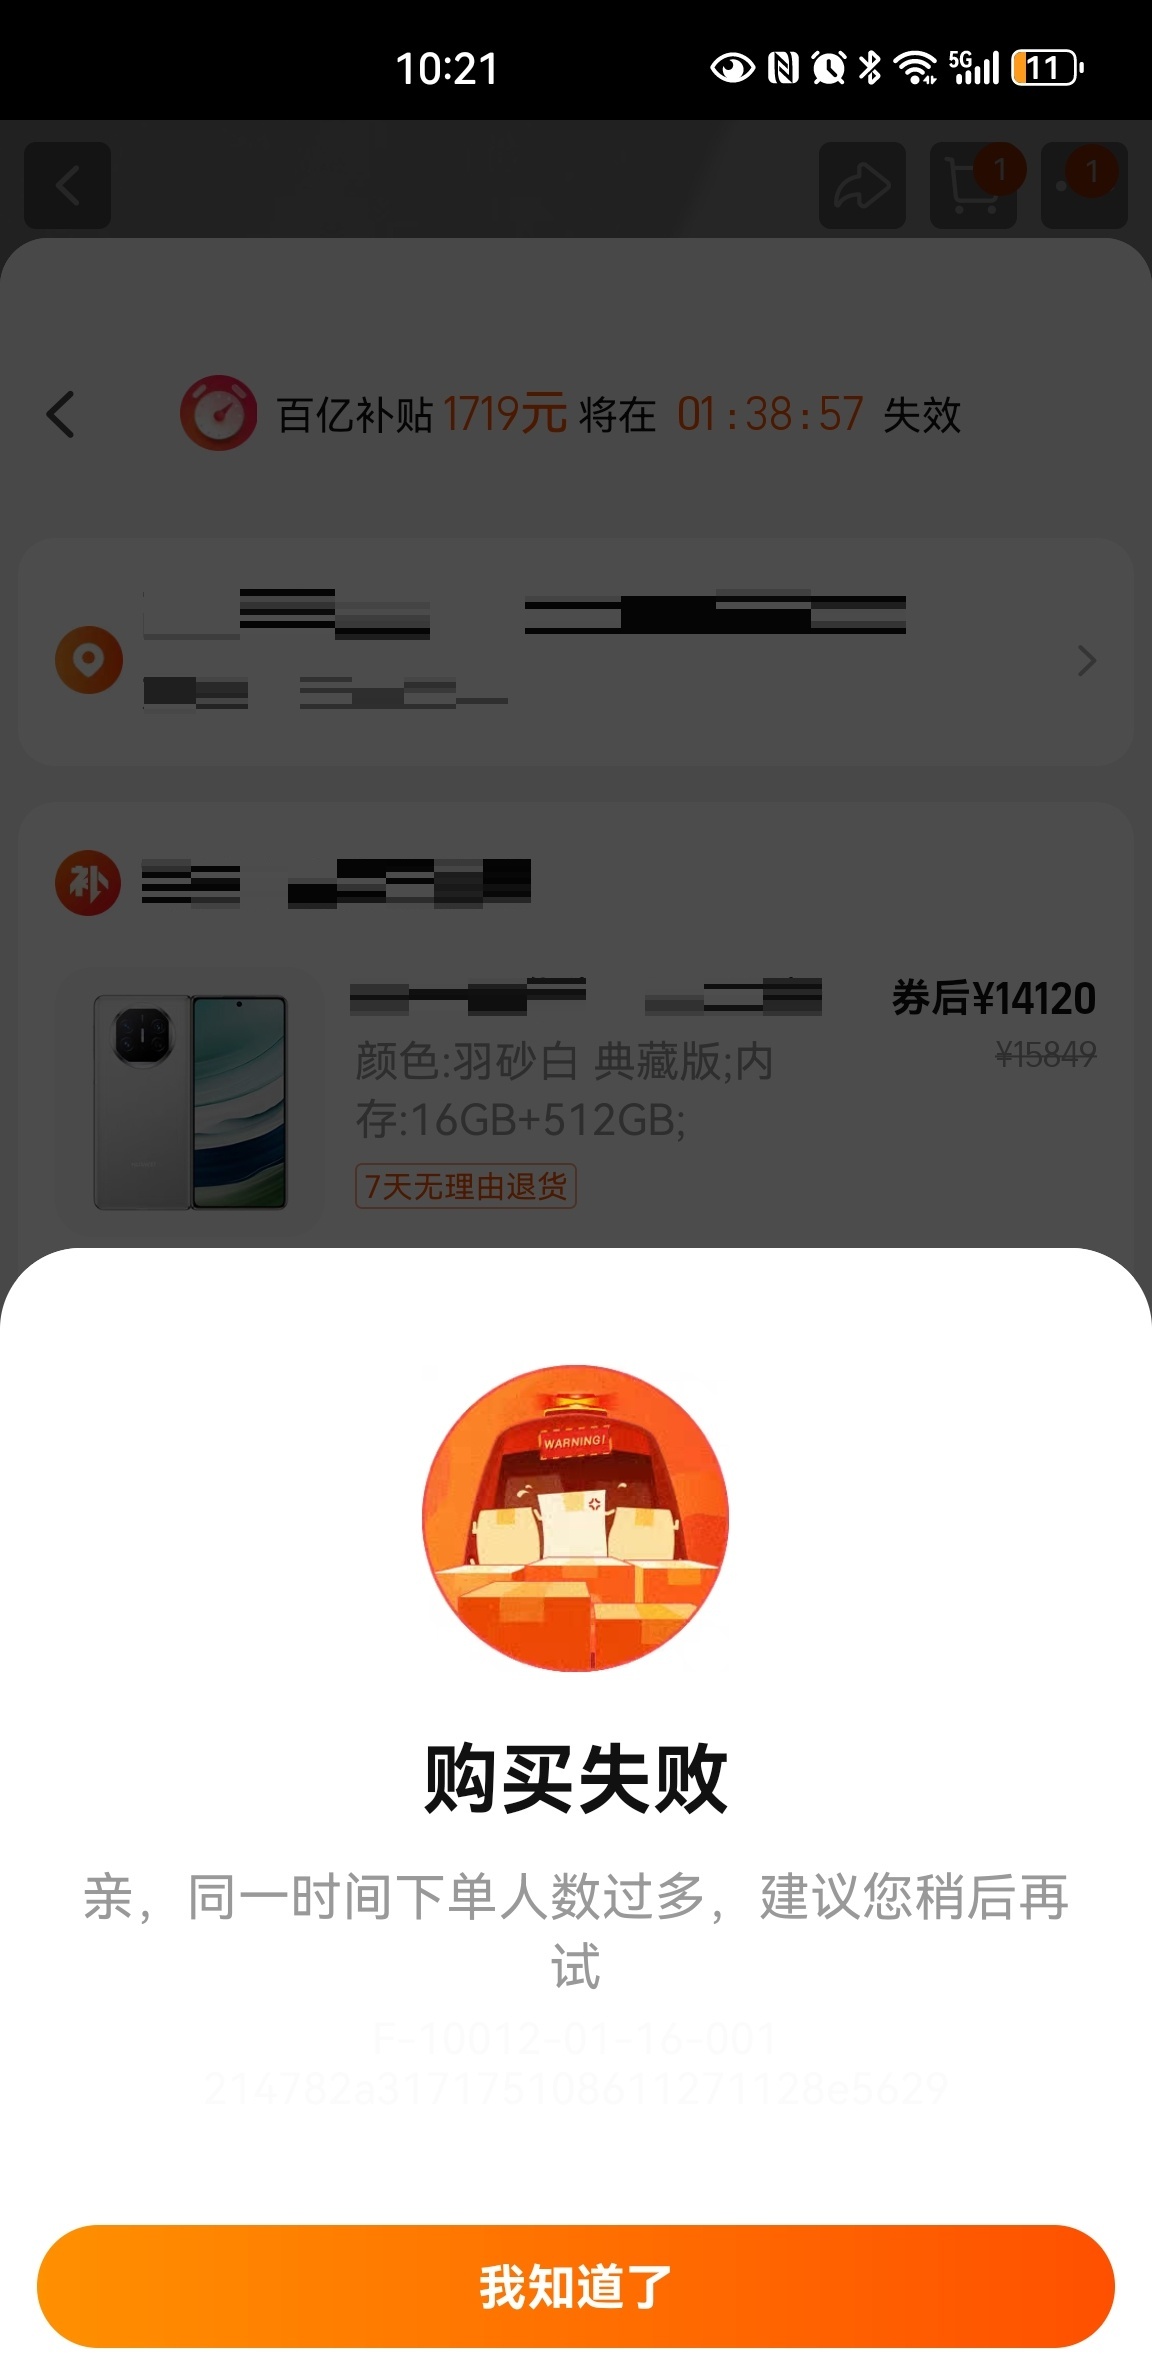 10:21
5G
11
1
1
百亿补贴 1719元 将在 01:38:57 失效
补
券后¥14120
¥15849
颜色:羽砂白 典藏版;内
存:16GB+512GB;
7天无理由退货
WARNING!
购买失败
亲，同一时间下单人数过多，建议您稍后再
试
F-10012-01-16-001
214782a31717510861127​1128e5629
我知道了